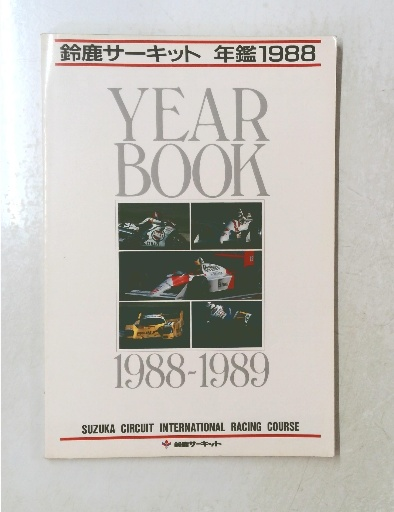 鈴鹿サーキット 年鑑1988
YEAR
BOOK
1988-1989
SUZUKA CIRCUIT INTERNATIONAL RACING COURSE
鈴鹿サーキット